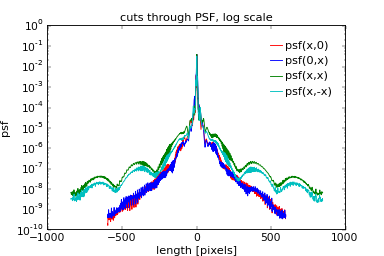 cuts through PSF, log scale
10^0
10^-1
10^-2
10^-3
10^-4
10^-5
10^-6
10^-7
10^-8
10^-9
10^-10
psf
psf(x,0)
psf(0,x)
psf(x,x)
psf(x,-x)
−1000 −500 0 500 1000
length [pixels]